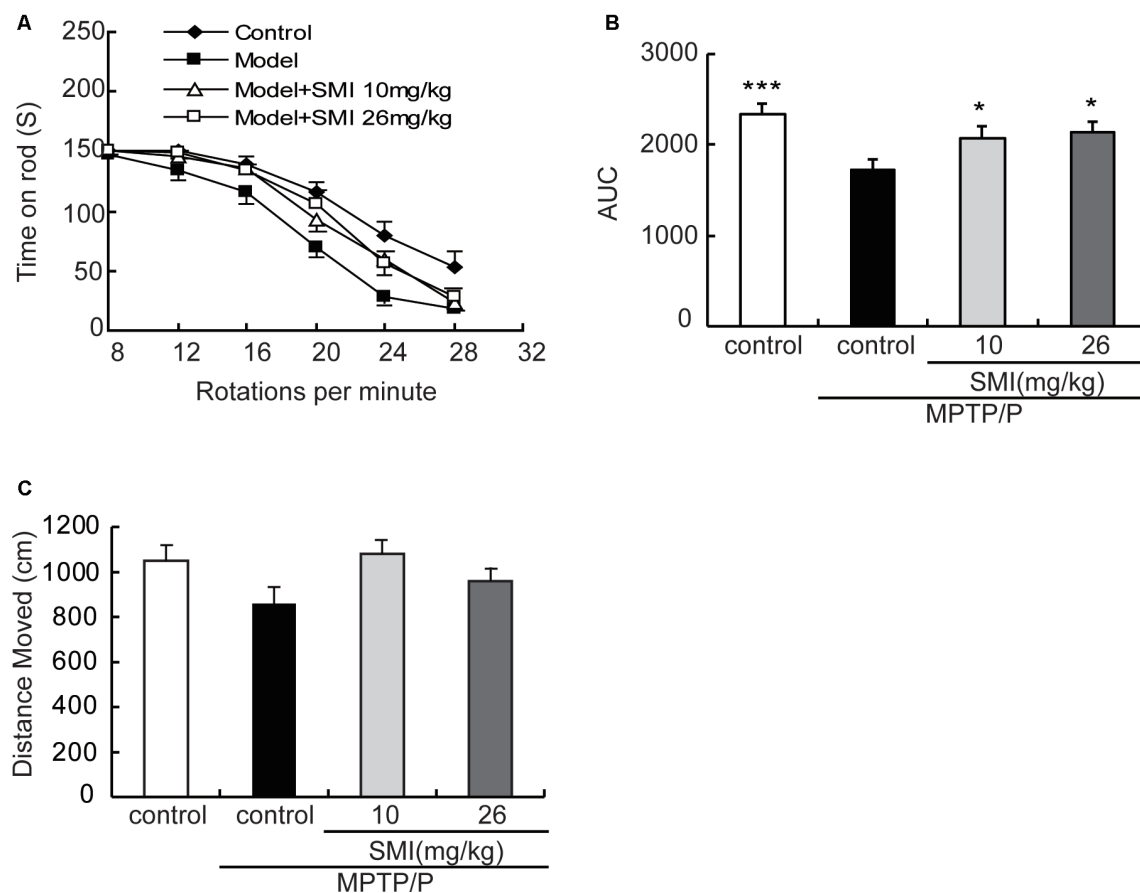 A
250
200
150
100
50
0
Time on rod (S)
Control
Model
Model+SMI 10mg/kg
Model+SMI 26mg/kg
8 12 16 20 24 28 32
Rotations per minute
B
3000
2000
1000
0
AUC
*** * *
control control 10 26
SMI(mg/kg)
MPTP/P
C
1200
1000
800
600
400
200
0
Distance Moved (cm)
control control 10 26
SMI(mg/kg)
MPTP/P